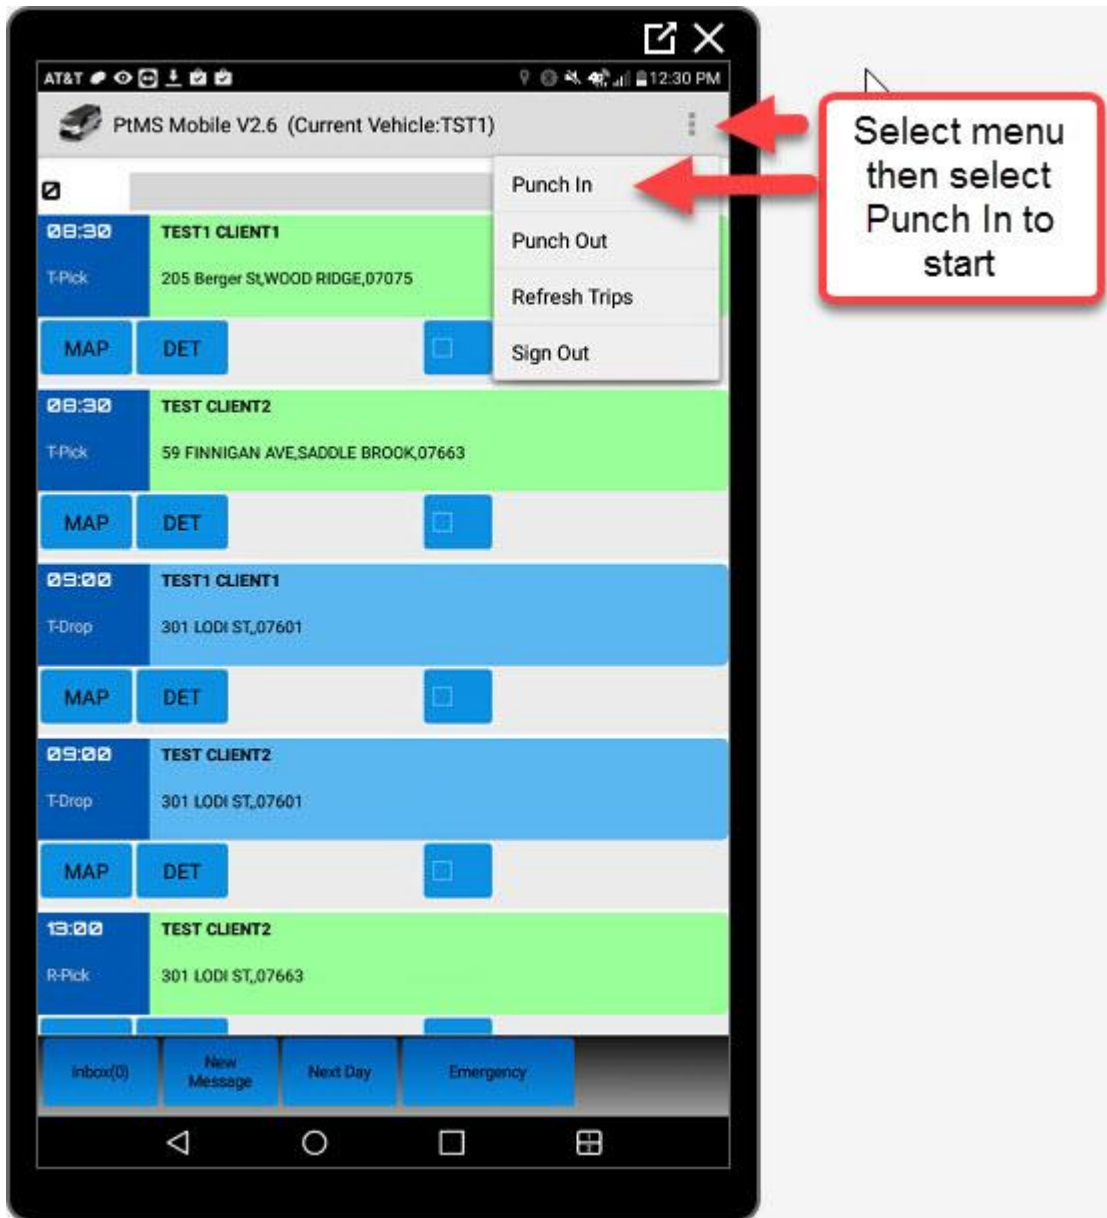 AT&T 12:30 PM
PtMS Mobile V2.6 (Current Vehicle:TST1)
Select menu
then select
Punch In to
start
Punch In
Punch Out
Refresh Trips
Sign Out
0
08:30 TEST1 CLIENT1
T-Pick 205 Berger St,WOOD RIDGE,07075
MAP DET
08:30 TEST CLIENT2
T-Pick 59 FINNIGAN AVE,SADDLE BROOK,07663
MAP DET
09:00 TEST1 CLIENT1
T-Drop 301 LODI ST,,07601
MAP DET
09:00 TEST CLIENT2
T-Drop 301 LODI ST,,07601
MAP DET
13:00 TEST CLIENT2
R-Pick 301 LODI ST,,07663
Inbox(0) New Message Next Day Emergency